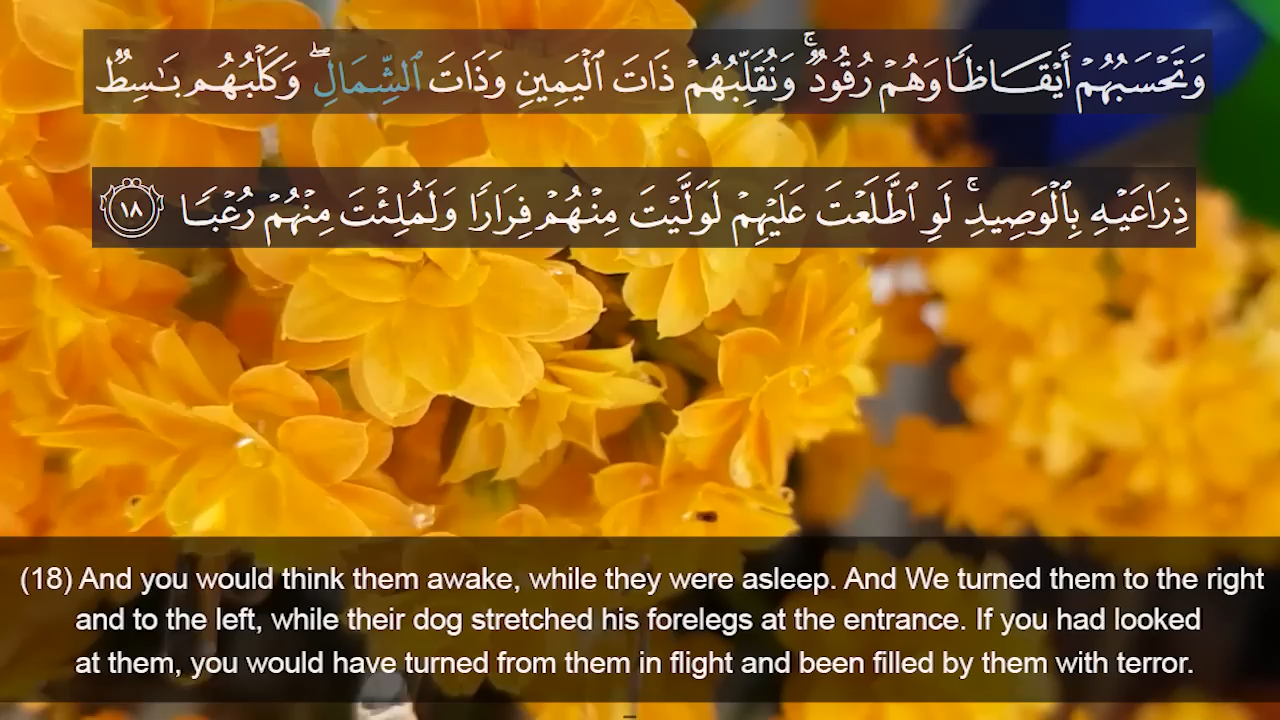 وَتَحْسَبُهُمْ أَيْقَاظًا وَهُمْ رُقُودٌ ۚ وَنُقَلِّبُهُمْ ذَاتَ ٱلْيَمِينِ وَذَاتَ ٱلشِّمَالِ ۖ وَكَلْبُهُم بَـٰسِطٌ
ذِرَاعَيْهِ بِٱلْوَصِيدِ ۚ لَوِ ٱطَّلَعْتَ عَلَيْهِمْ لَوَلَّيْتَ مِنْهُمْ فِرَارًا وَلَمُلِئْتَ مِنْهُمْ رُعْبًا ١٨
(18) And you would think them awake, while they were asleep. And We turned them to the right
and to the left, while their dog stretched his forelegs at the entrance. If you had looked
at them, you would have turned from them in flight and been filled by them with terror.